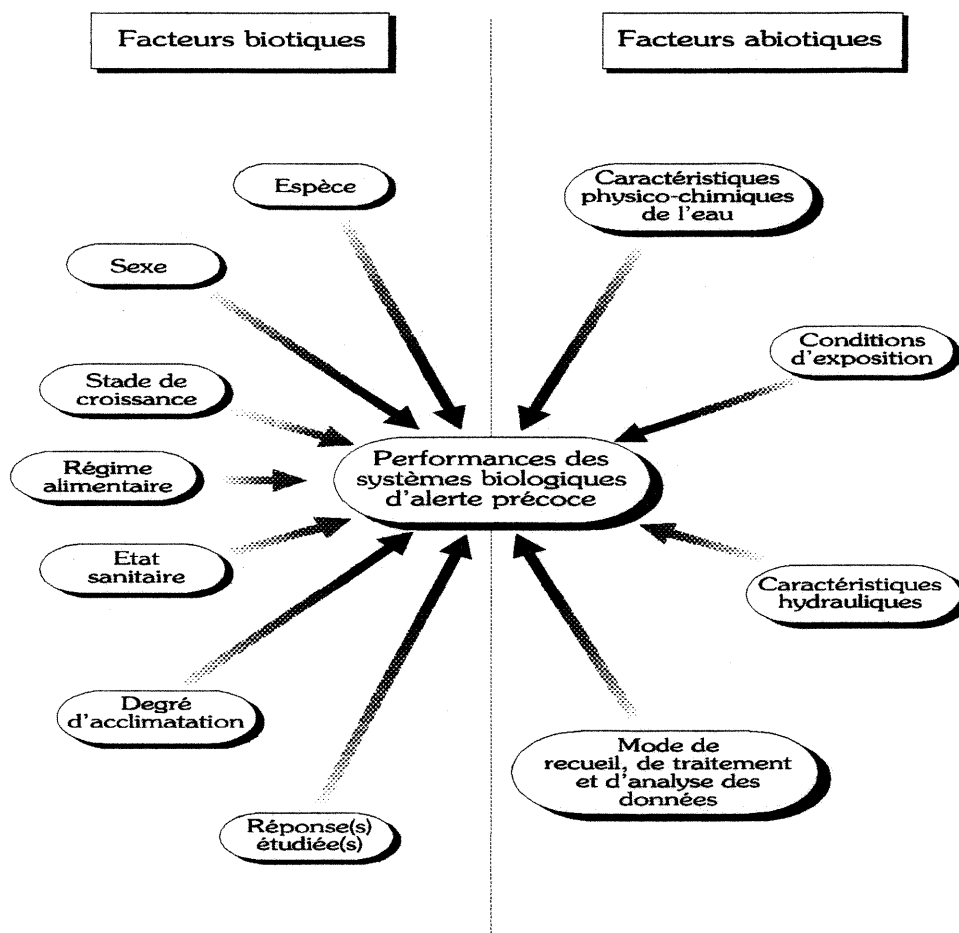 Facteurs biotiques
Facteurs abiotiques
Espèce
Caractéristiques
physico-chimiques
de l'eau
Sexe
Conditions
d'exposition
Stade de
croissance
Performances des
systèmes biologiques
d'alerte précoce
Régime
alimentaire
Etat
sanitaire
Caractéristiques
hydrauliques
Degré
d'acclimatation
Mode de
recueil, de traitement
et d'analyse des
données
Réponse(s)
étudiée(s)